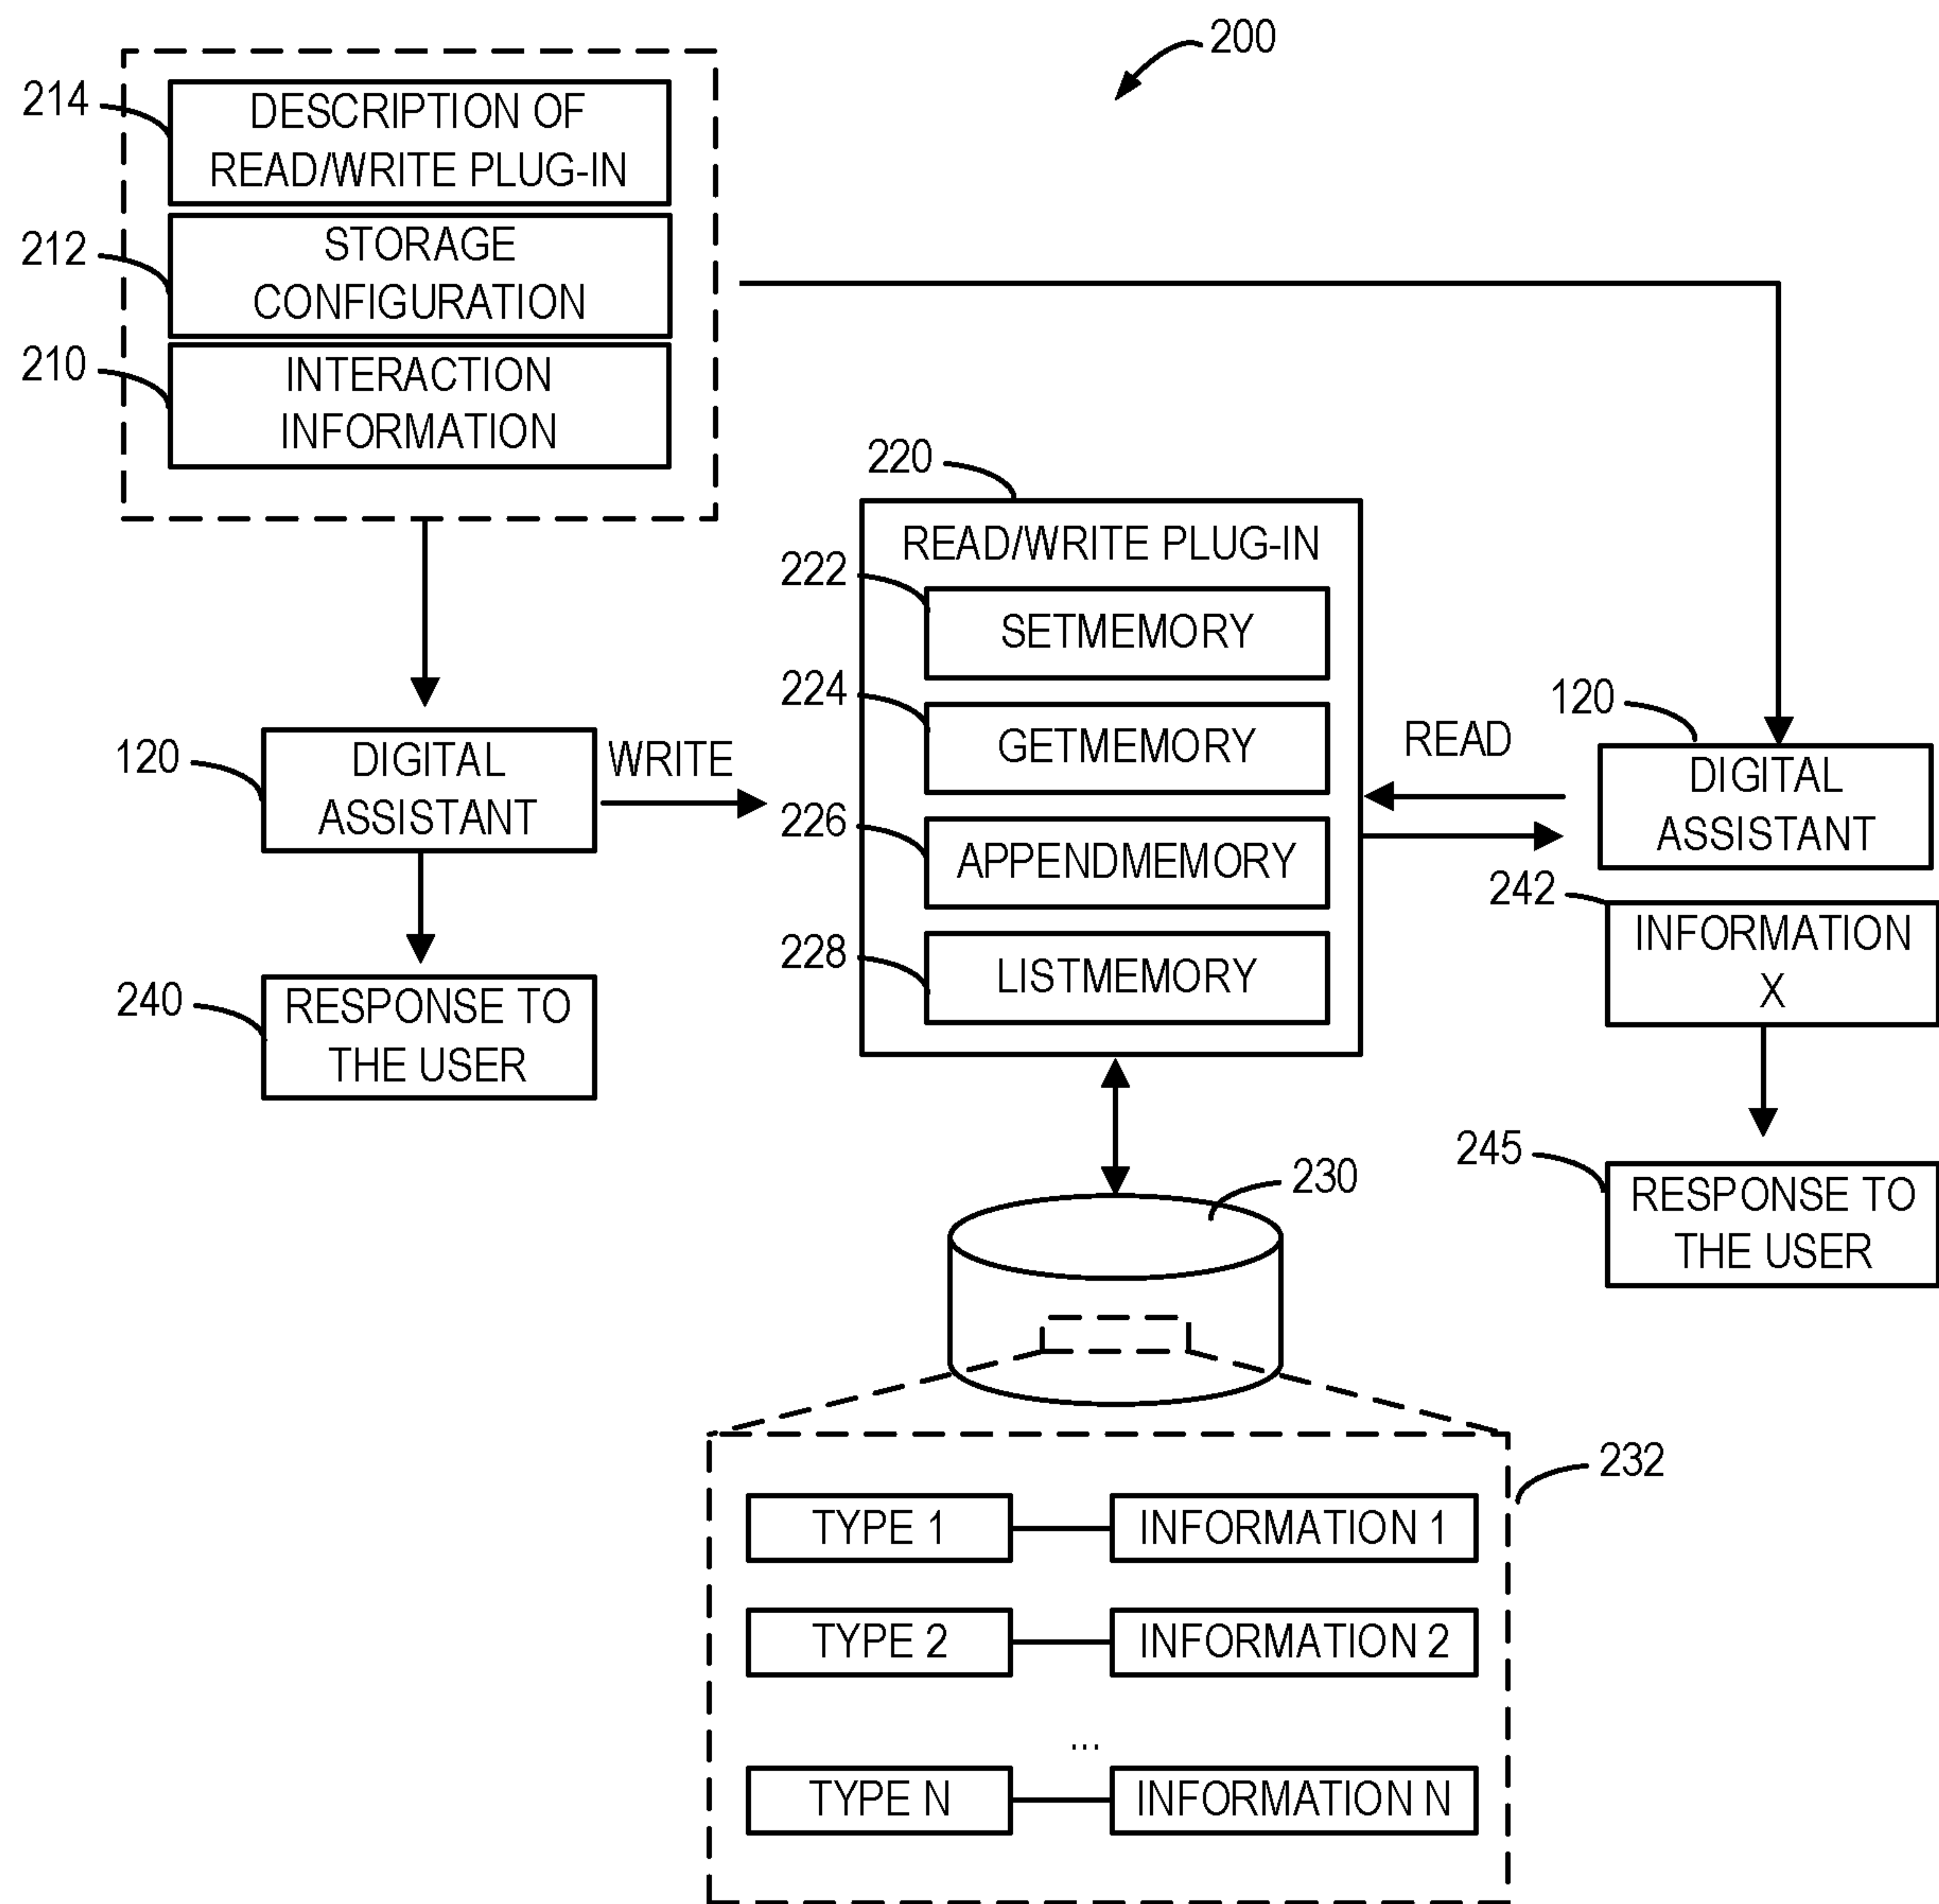 200
214
DESCRIPTION OF
READ/WRITE PLUG-IN
212
STORAGE
CONFIGURATION
210
INTERACTION
INFORMATION
220
READ/WRITE PLUG-IN
222
SETMEMORY
224
GETMEMORY
226
APPENDMEMORY
228
LISTMEMORY
120
DIGITAL
ASSISTANT
WRITE
READ
120
DIGITAL
ASSISTANT
242
INFORMATION
X
240
RESPONSE TO
THE USER
245
RESPONSE TO
THE USER
230
232
TYPE 1
INFORMATION 1
TYPE 2
INFORMATION 2
...
TYPE N
INFORMATION N